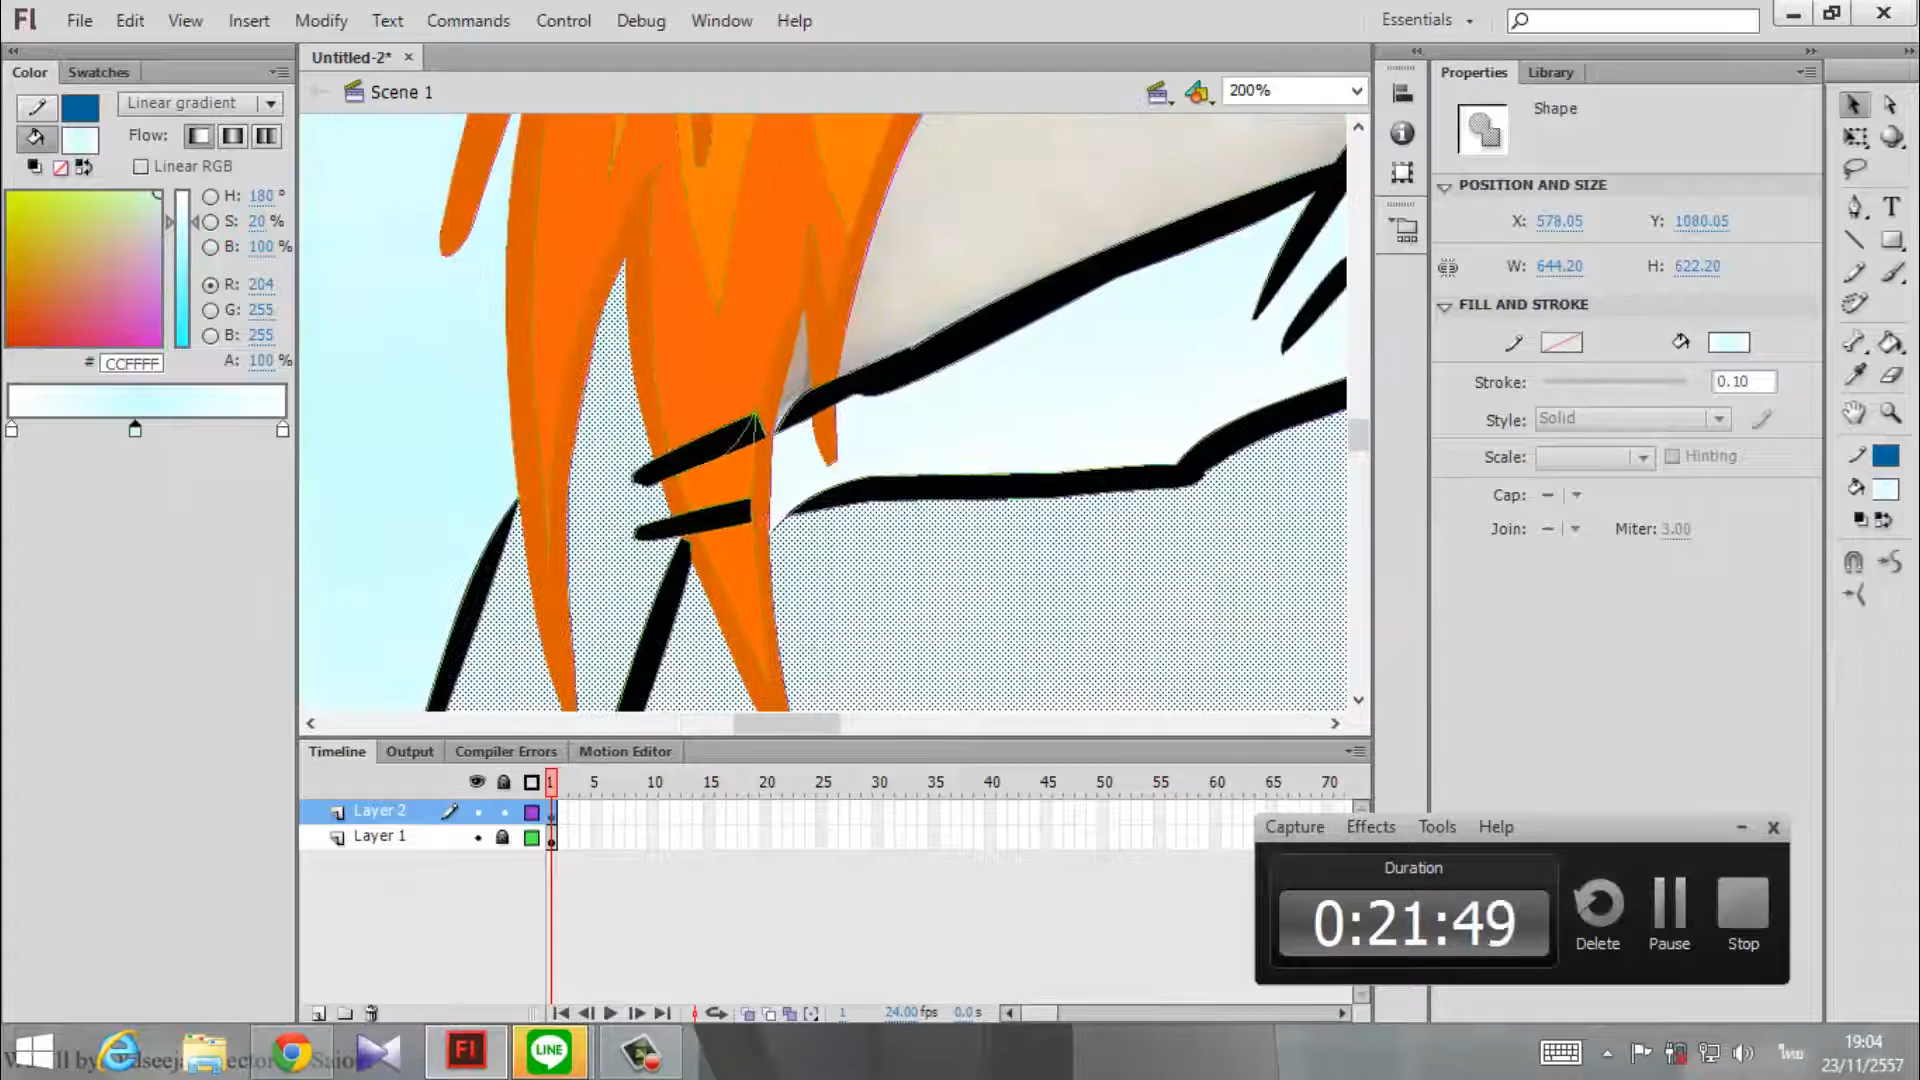 Fl File Edit View Insert Modify Text Commands Control Debug Window Help Essentials
Color Swatches
Linear gradient
Flow:
Linear RGB
H: 180 °
S: 20 %
B: 100 %
R: 204
G: 255
B: 255
A: 100 %
# CCFFFF
Untitled-2*
Scene 1
200%
Properties Library
Shape
POSITION AND SIZE
X: 578.05 Y: 1080.05
W: 644.20 H: 622.20
FILL AND STROKE
Stroke: 0.10
Style: Solid
Scale: Hinting
Cap:
Join: Miter: 3.00
T
Timeline Output Compiler Errors Motion Editor
1 5 10 15 20 25 30 35 40 45 50 55 60 65 70
Layer 2
Layer 1
1 24.00 fps 0.0 s
Capture Effects Tools Help
Duration
0:21:49
Delete Pause Stop
Fl
LINE
ไทย
19:04
23/11/2557